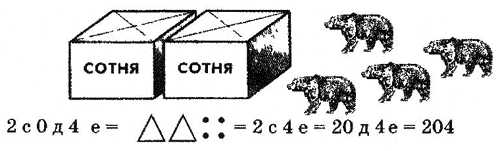 СОТНЯ СОТНЯ
2 с 0 д 4 е = △ △ :: = 2 с 4 е = 20 д 4 е = 204